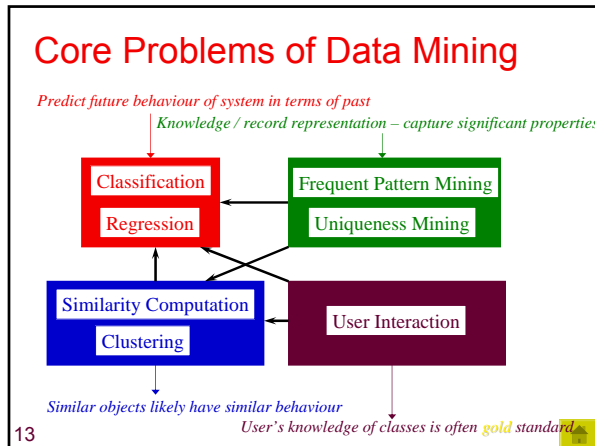 Core Problems of Data Mining
Predict future behaviour of system in terms of past
Knowledge / record representation – capture significant properties
Classification
Regression
Frequent Pattern Mining
Uniqueness Mining
Similarity Computation
Clustering
User Interaction
Similar objects likely have similar behaviour
User's knowledge of classes is often gold standard
13